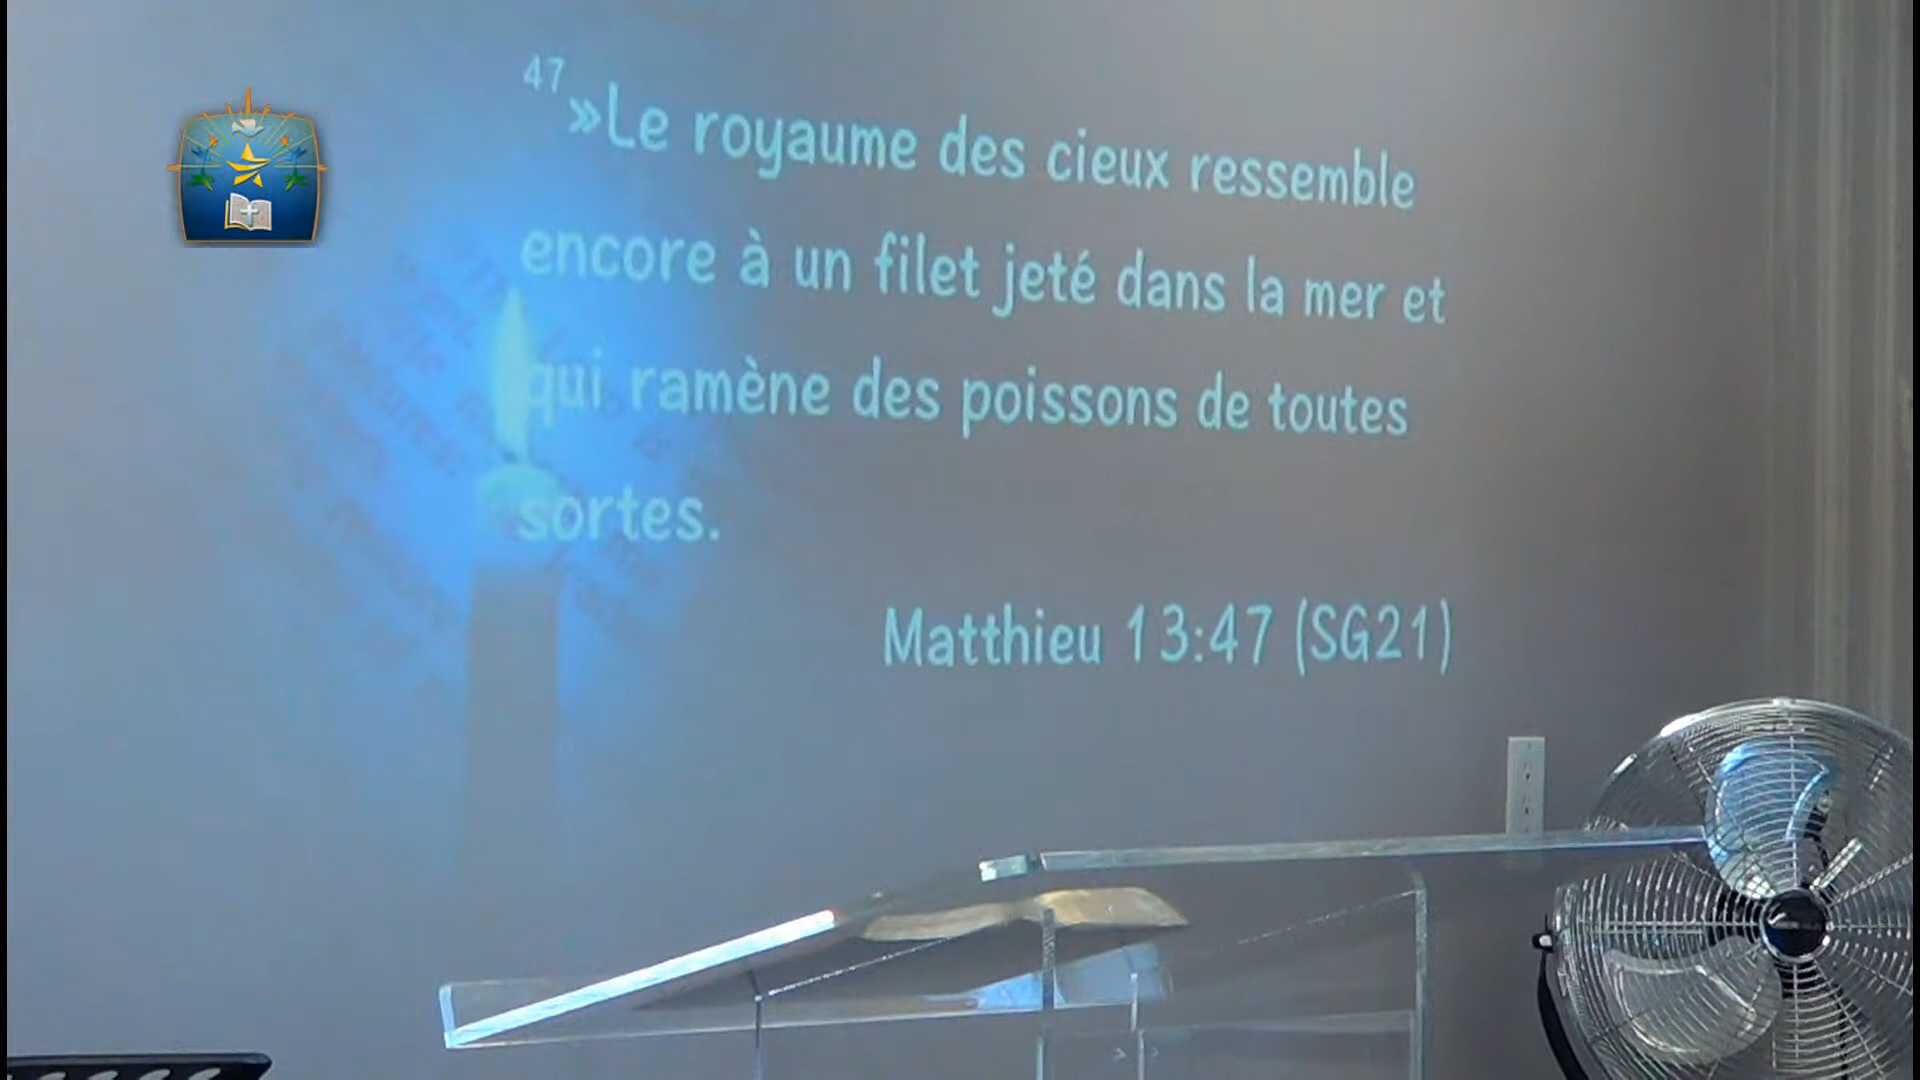 47 »Le royaume des cieux ressemble
encore à un filet jeté dans la mer et
qui ramène des poissons de toutes
sortes.
Matthieu 13:47 (SG21)